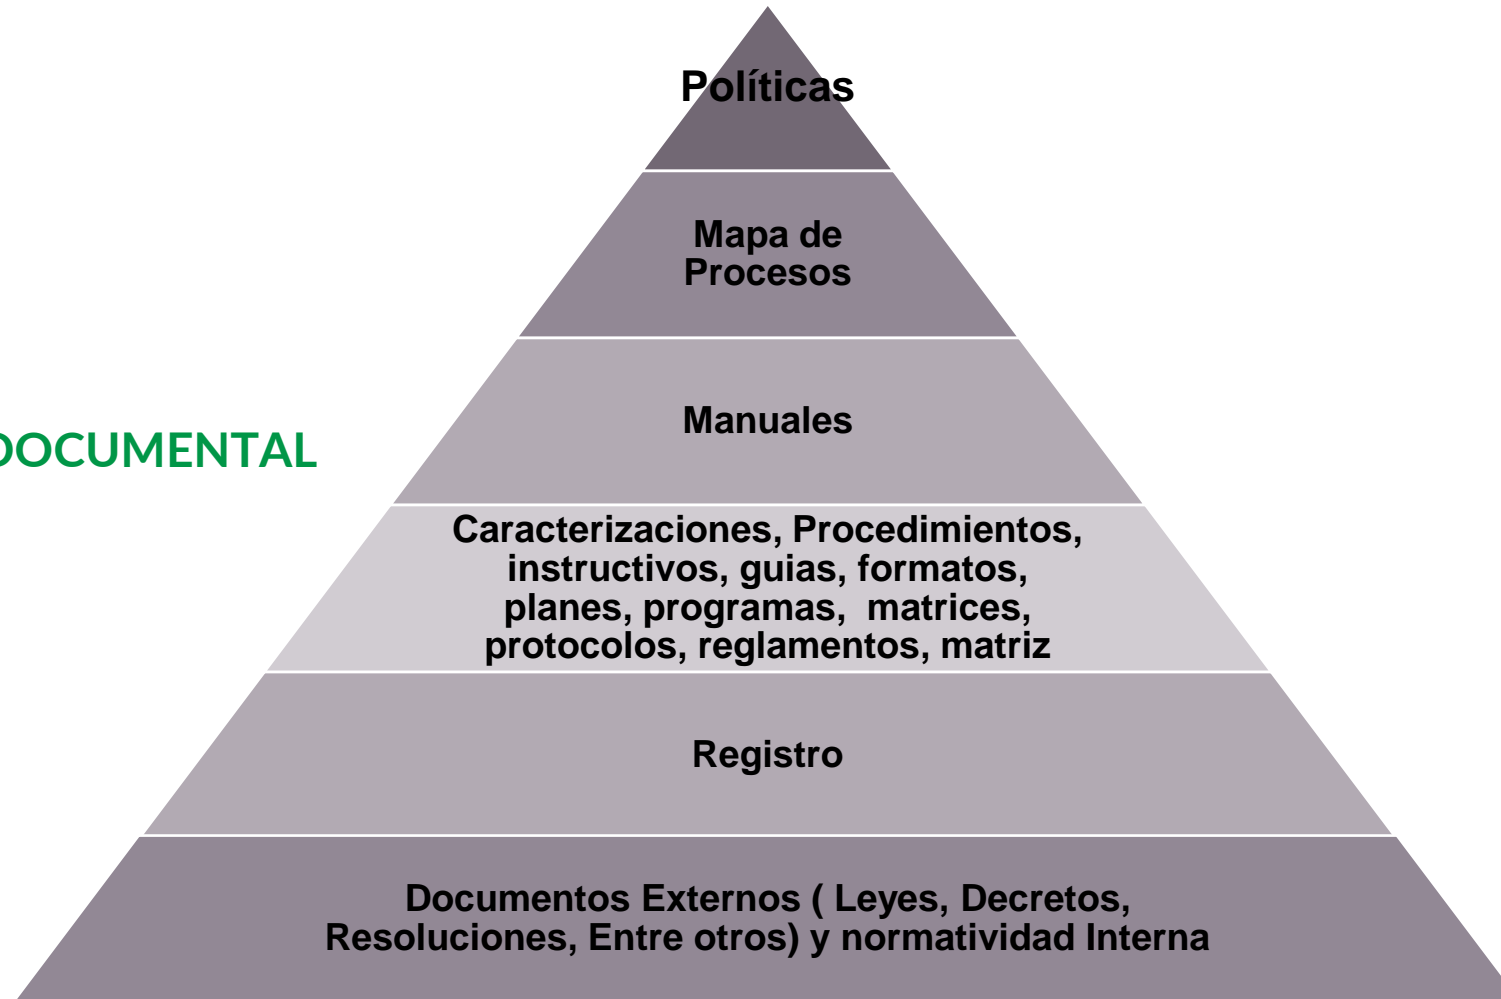 Políticas
Mapa de
Procesos
Manuales
DOCUMENTAL
Caracterizaciones, Procedimientos,
instructivos, guias, formatos,
planes, programas,  matrices,
protocolos, reglamentos, matriz
Registro
Documentos Externos ( Leyes, Decretos,
Resoluciones, Entre otros) y normatividad Interna